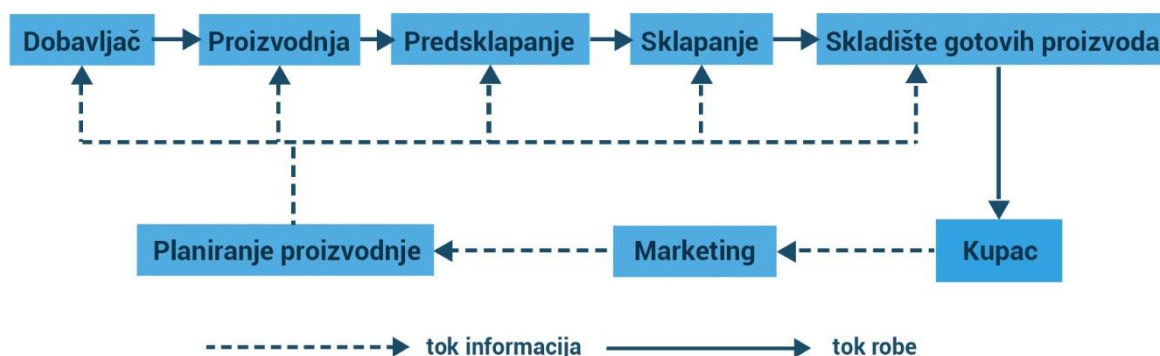 Dobavljač
Proizvodnja
Predsklapanje
Sklapanje
Skladište gotovih proizvoda
Planiranje proizvodnje
Marketing
Kupac
tok informacija
tok robe